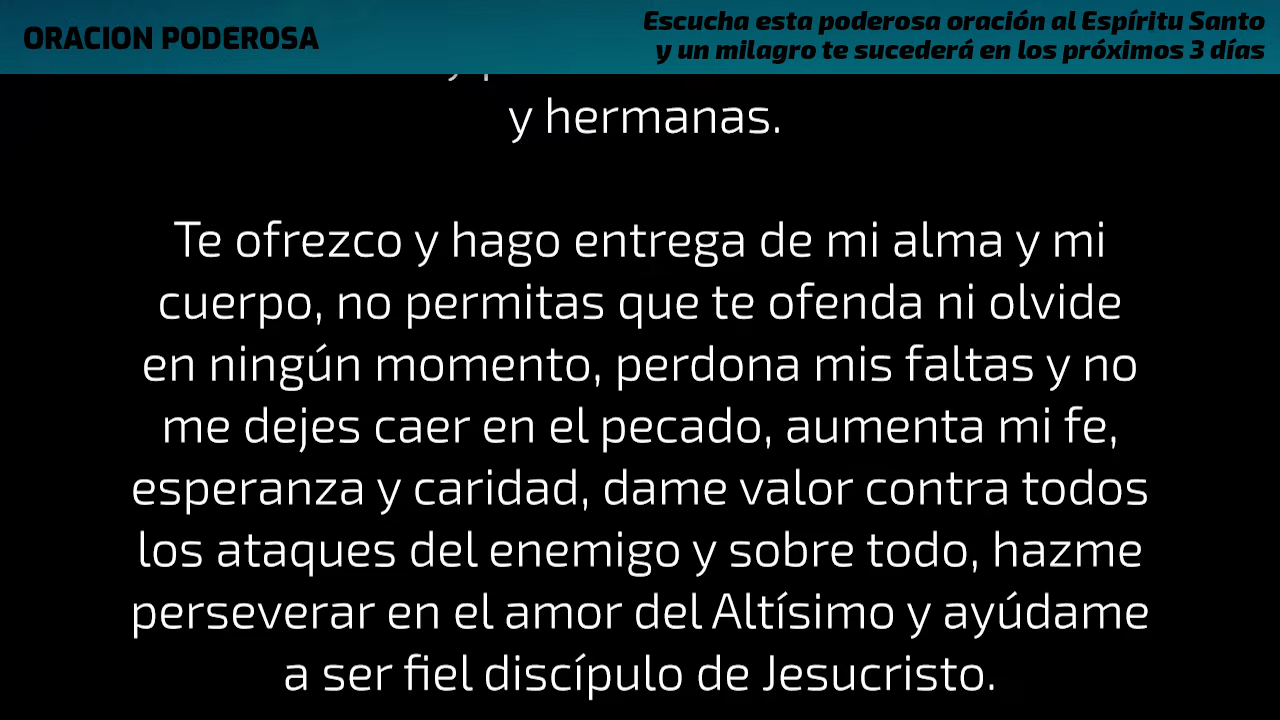 ORACION PODEROSA
Escucha esta poderosa oración al Espíritu Santo
y un milagro te sucederá en los próximos 3 días
y hermanas.
Te ofrezco y hago entrega de mi alma y mi
cuerpo, no permitas que te ofenda ni olvide
en ningún momento, perdona mis faltas y no
me dejes caer en el pecado, aumenta mi fe,
esperanza y caridad, dame valor contra todos
los ataques del enemigo y sobre todo, hazme
perseverar en el amor del Altísimo y ayúdame
a ser fiel discípulo de Jesucristo.